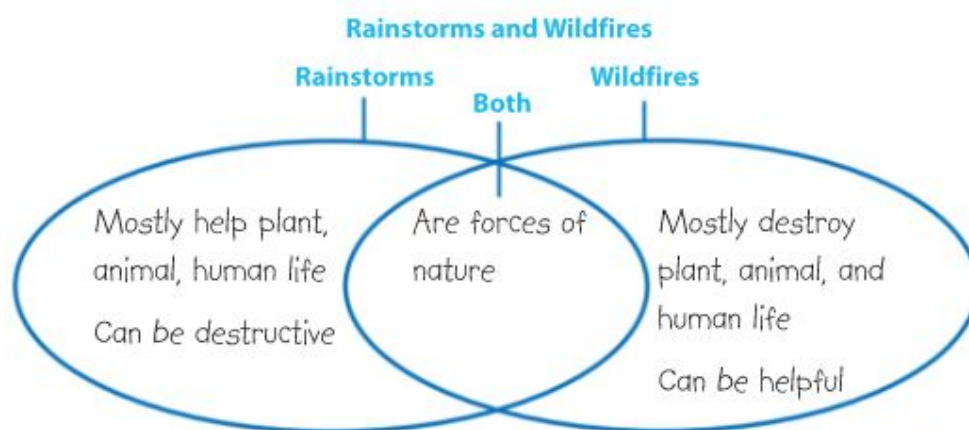 Rainstorms and Wildfires
Rainstorms
Both
Wildfires
Mostly help plant,
animal, human life
Can be destructive
Are forces of
nature
Mostly destroy
plant, animal, and
human life
Can be helpful